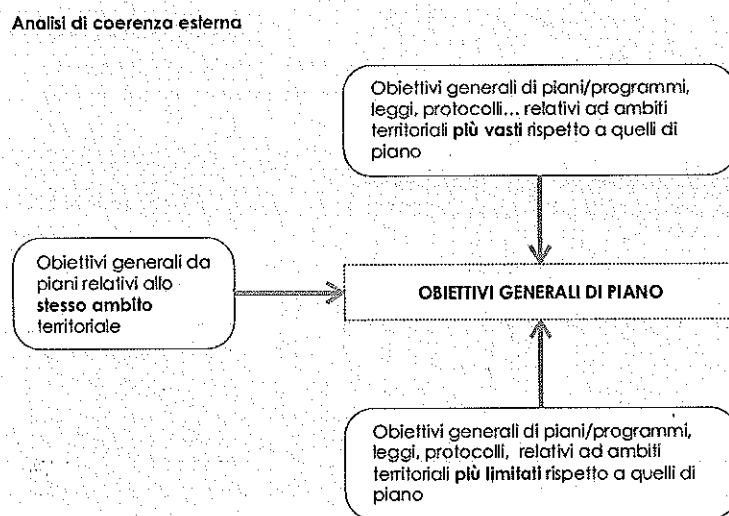 Analisi di coerenza esterna
Obiettivi generali di piani/programmi,
leggi, protocolli... relativi ad ambiti
territoriali più vasti rispetto a quelli di
piano
Obiettivi generali da
piani relativi allo
stesso ambito
territoriale
OBIETTIVI GENERALI DI PIANO
Obiettivi generali di piani/programmi,
leggi, protocolli, relativi ad ambiti
territoriali più limitati rispetto a quelli di
piano